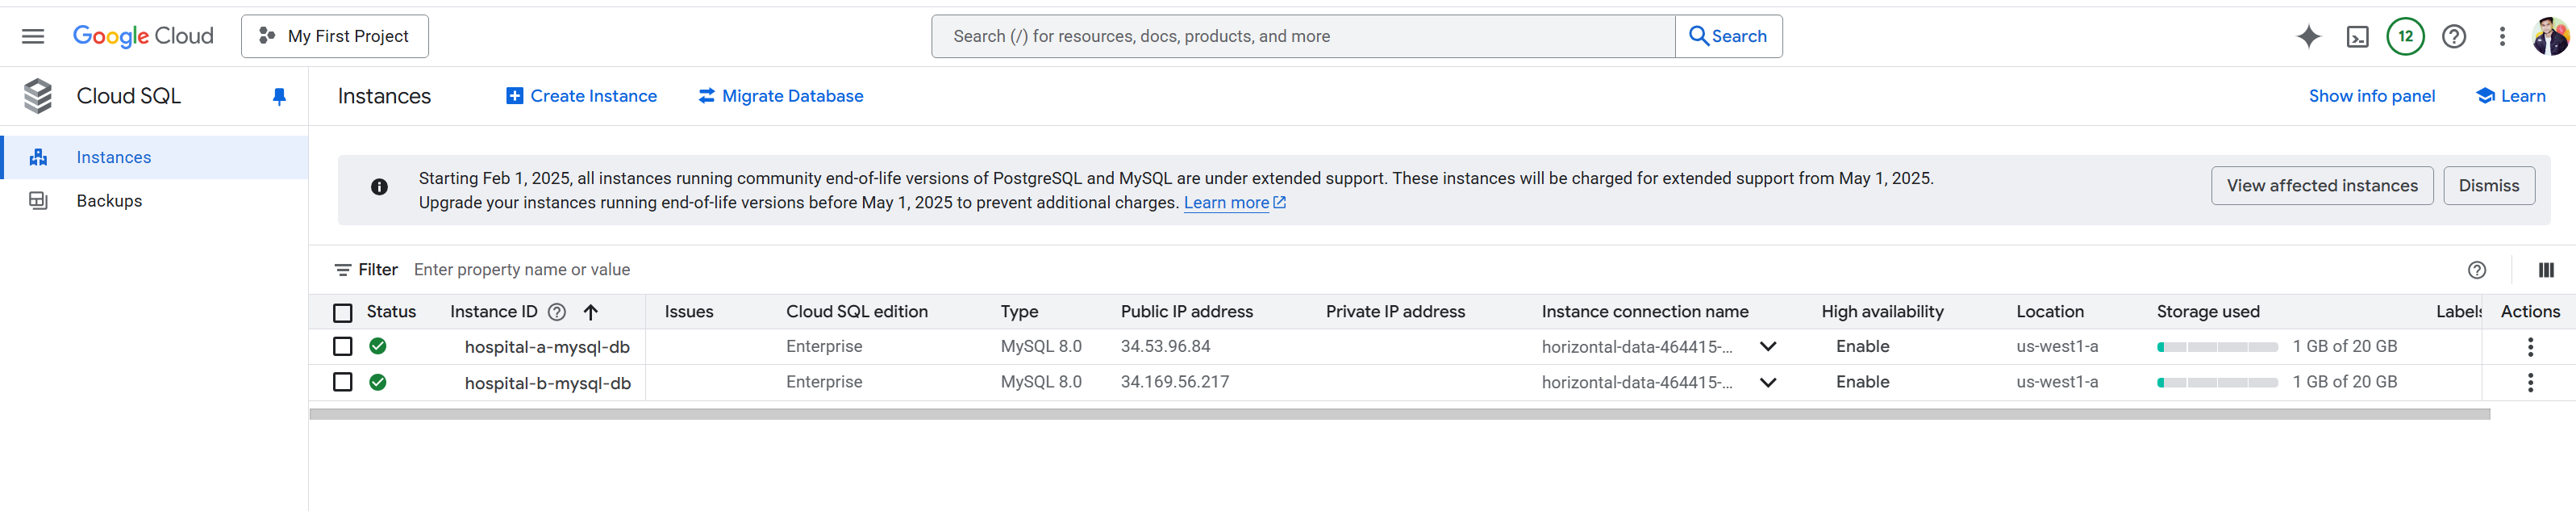 Google Cloud
My First Project
Search (/) for resources, docs, products, and more
Search
12
Cloud SQL
Instances
Create Instance
Migrate Database
Show info panel
Learn
Instances
Backups
Starting Feb 1, 2025, all instances running community end-of-life versions of PostgreSQL and MySQL are under extended support. These instances will be charged for extended support from May 1, 2025.
Upgrade your instances running end-of-life versions before May 1, 2025 to prevent additional charges. Learn more
View affected instances
Dismiss
Filter Enter property name or value
Status Instance ID Issues Cloud SQL edition Type Public IP address Private IP address Instance connection name High availability Location Storage used Labels Actions
hospital-a-mysql-db Enterprise MySQL 8.0 34.53.96.84 horizontal-data-464415-... Enable us-west1-a 1 GB of 20 GB
hospital-b-mysql-db Enterprise MySQL 8.0 34.169.56.217 horizontal-data-464415-... Enable us-west1-a 1 GB of 20 GB